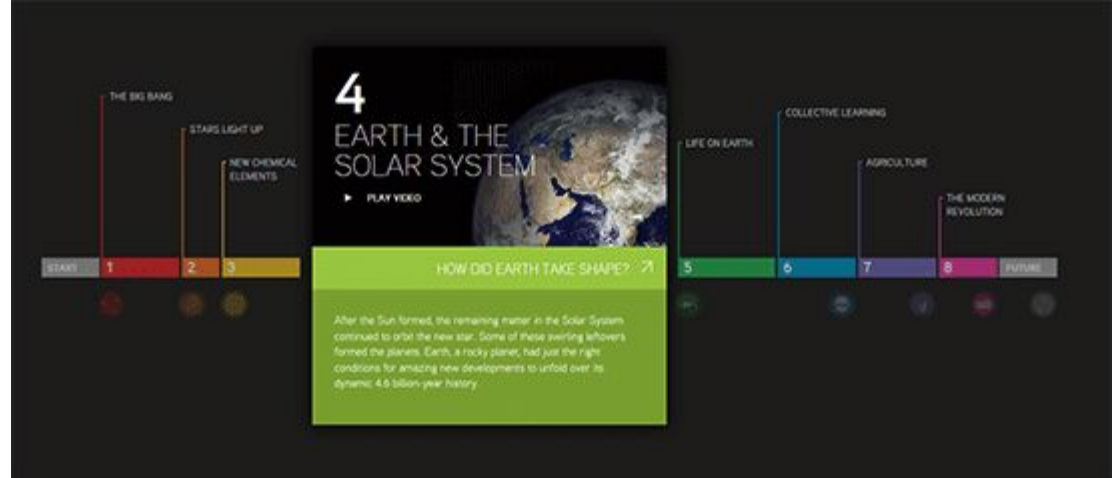 THE BIG BANG
STARS LIGHT UP
NEW CHEMICAL
ELEMENTS
4
EARTH & THE
SOLAR SYSTEM
PLAY VIDEO
HOW DID EARTH TAKE SHAPE?
After the Sun formed, the remaining matter in the Solar System
continued to orbit the new star. Some of these swirling leftovers
formed the planets. Earth, a rocky planet, had just the right
conditions for amazing new developments to unfold over its
dynamic 4.6 billion-year history
LIFE ON EARTH
COLLECTIVE LEARNING
AGRICULTURE
THE MODERN
REVOLUTION
START
1
2
3
5
6
7
8
FUTURE